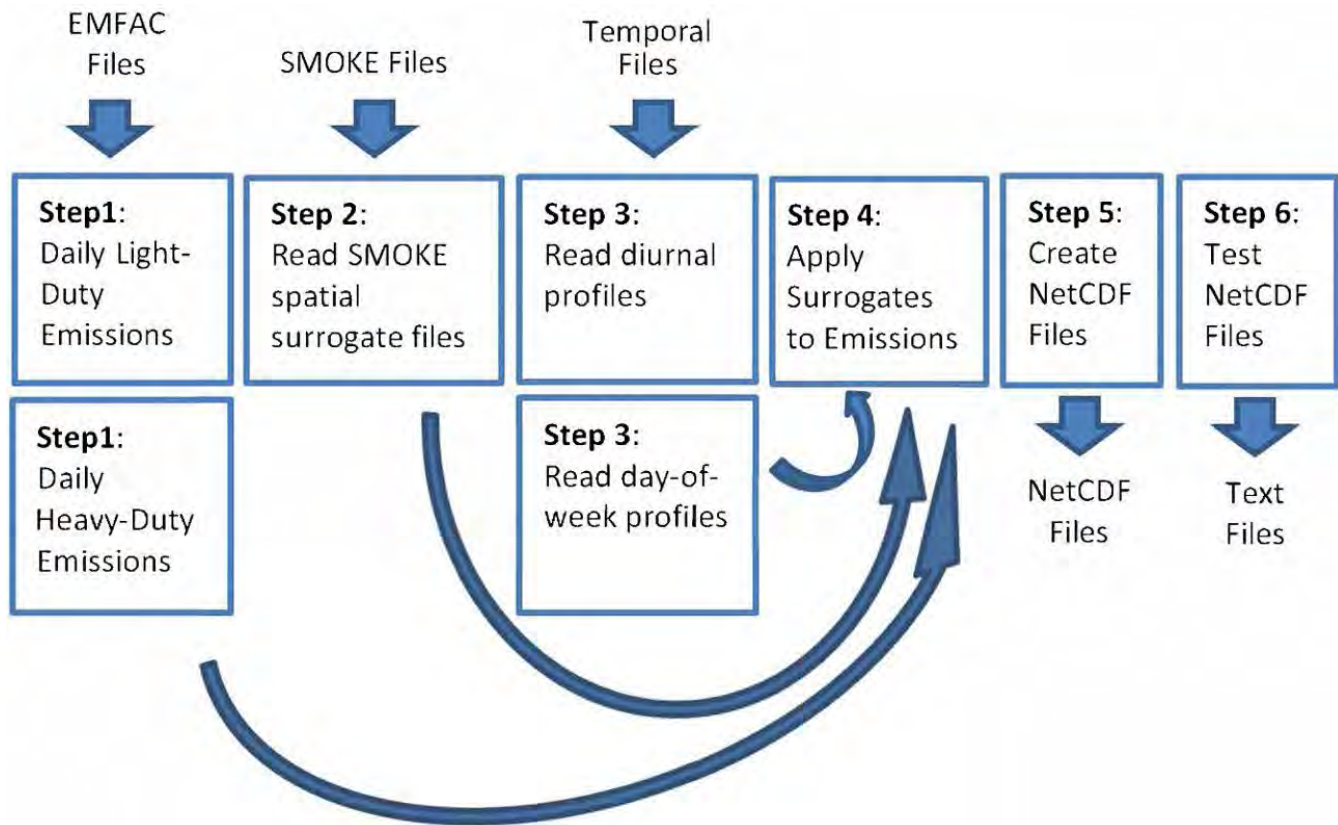 EMFAC
Files
SMOKE Files
Temporal
Files
Step1:
Daily Light-
Duty
Emissions
Step1:
Daily
Heavy-Duty
Emissions
Step 2:
Read SMOKE
spatial
surrogate files
Step 3:
Read diurnal
profiles
Step 3:
Read day-of-
week profiles
Step 4:
Apply
Surrogates
to Emissions
Step 5:
Create
NetCDF
Files
NetCDF
Files
Step 6:
Test
NetCDF
Files
Text
Files